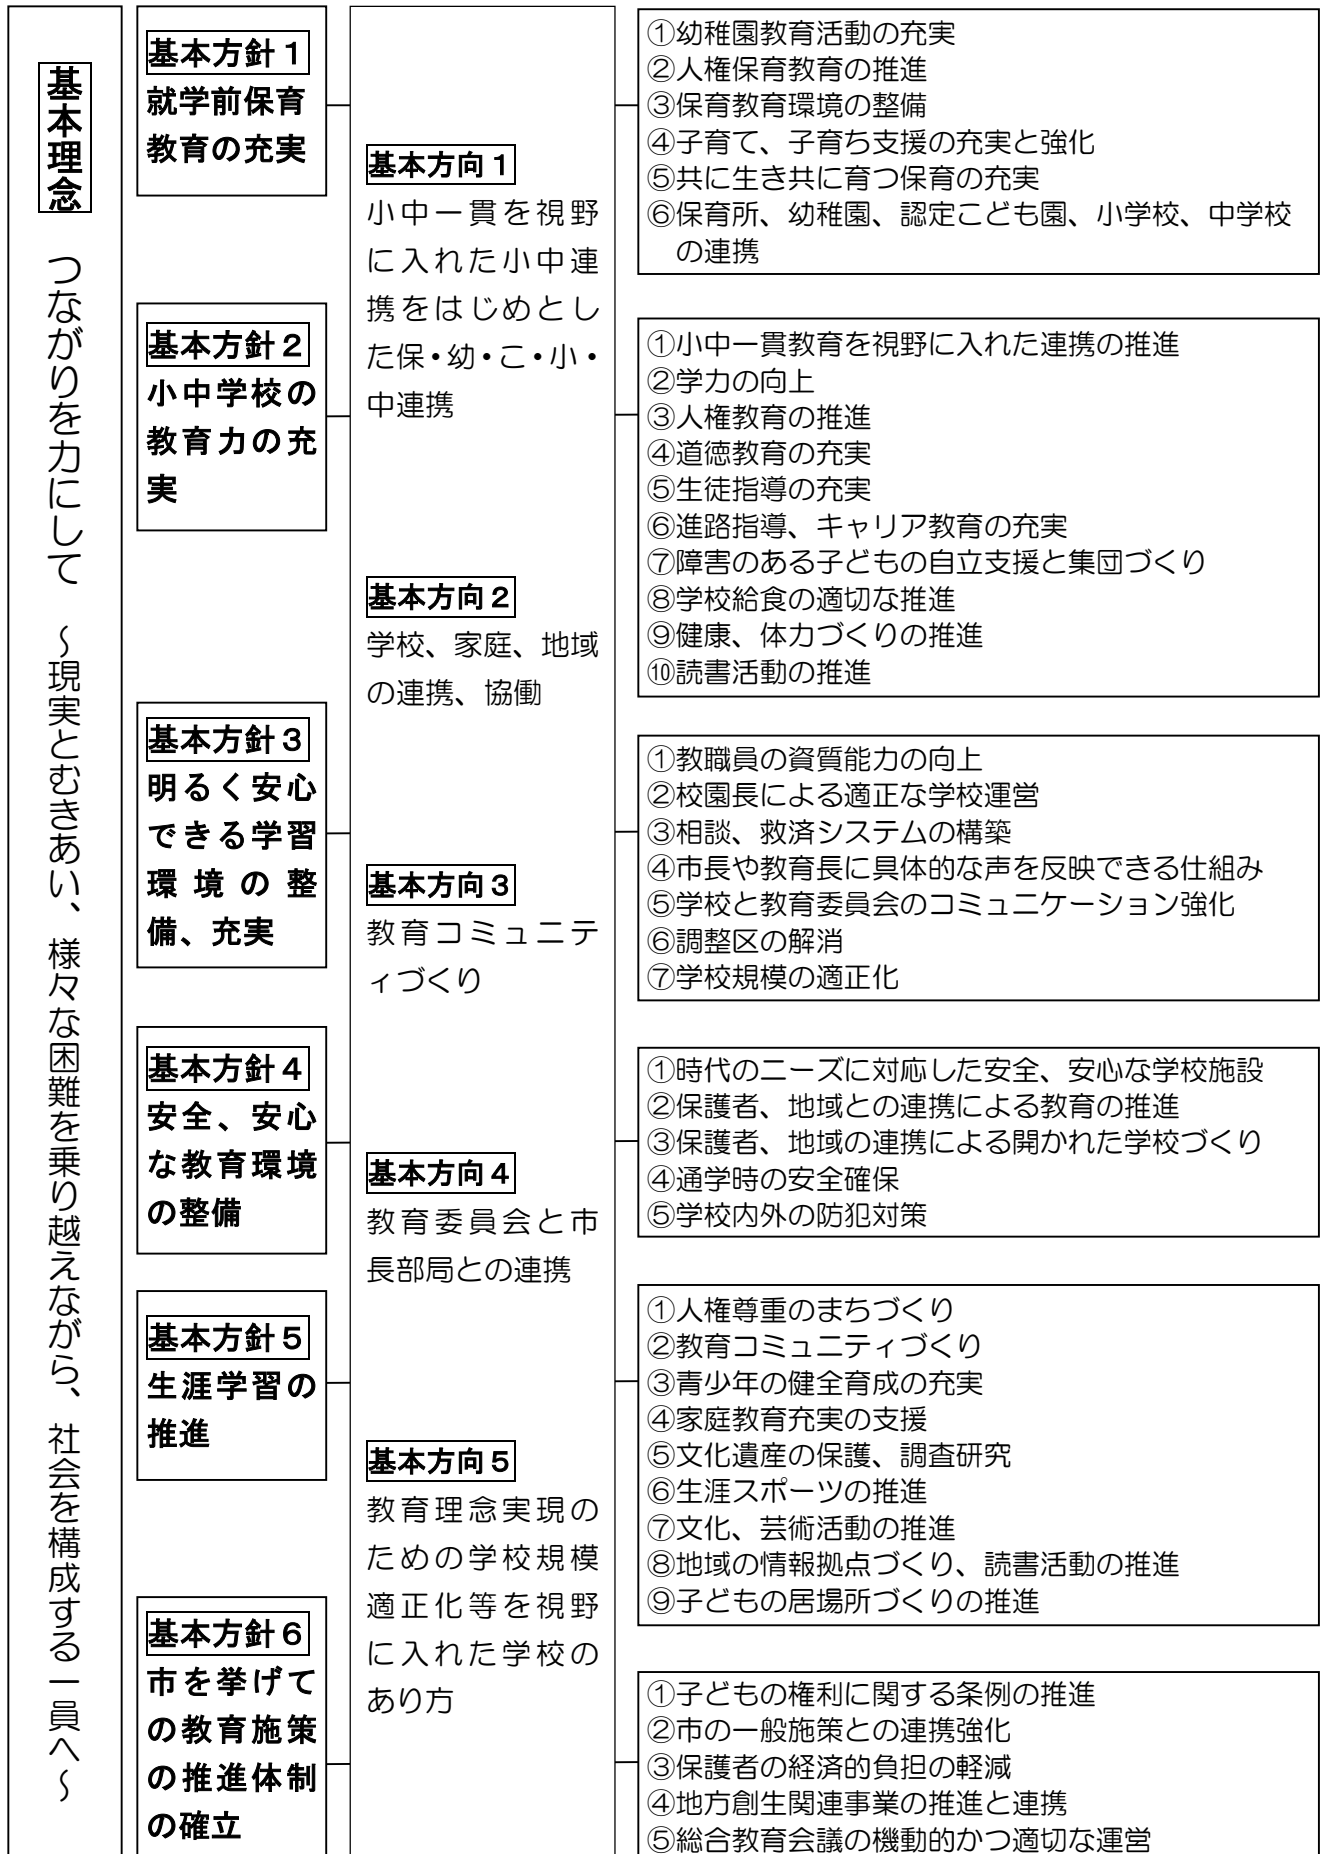 基本理念 つながりを力にして ～現実とむきあい、様々な困難を乗り越えながら、社会を構成する一員へ～
基本方針１
就学前保育
教育の充実
基本方針２
小中学校の
教育力の充
実
基本方針３
明るく安心
できる学習
環境の整
備、充実
基本方針４
安全、安心
な教育環境
の整備
基本方針５
生涯学習の
推進
基本方針６
市を挙げて
の教育施策
の推進体制
の確立
基本方向１
小中一貫を視野
に入れた小中連
携をはじめとし
た保・幼・こ・小・
中連携
基本方向２
学校、家庭、地域
の連携、協働
基本方向３
教育コミュニテ
ィづくり
基本方向４
教育委員会と市
長部局との連携
基本方向５
教育理念実現の
ための学校規模
適正化等を視野
に入れた学校の
あり方
①幼稚園教育活動の充実
②人権保育教育の推進
③保育教育環境の整備
④子育て、子育ち支援の充実と強化
⑤共に生き共に育つ保育の充実
⑥保育所、幼稚園、認定こども園、小学校、中学校
の連携
①小中一貫教育を視野に入れた連携の推進
②学力の向上
③人権教育の推進
④道徳教育の充実
⑤生徒指導の充実
⑥進路指導、キャリア教育の充実
⑦障害のある子どもの自立支援と集団づくり
⑧学校給食の適切な推進
⑨健康、体力づくりの推進
⑩読書活動の推進
①教職員の資質能力の向上
②校園長による適正な学校運営
③相談、救済システムの構築
④市長や教育長に具体的な声を反映できる仕組み
⑤学校と教育委員会のコミュニケーション強化
⑥調整区の解消
⑦学校規模の適正化
①時代のニーズに対応した安全、安心な学校施設
②保護者、地域との連携による教育の推進
③保護者、地域の連携による開かれた学校づくり
④通学時の安全確保
⑤学校内外の防犯対策
①人権尊重のまちづくり
②教育コミュニティづくり
③青少年の健全育成の充実
④家庭教育充実の支援
⑤文化遺産の保護、調査研究
⑥生涯スポーツの推進
⑦文化、芸術活動の推進
⑧地域の情報拠点づくり、読書活動の推進
⑨子どもの居場所づくりの推進
①子どもの権利に関する条例の推進
②市の一般施策との連携強化
③保護者の経済的負担の軽減
④地方創生関連事業の推進と連携
⑤総合教育会議の機動的かつ適切な運営